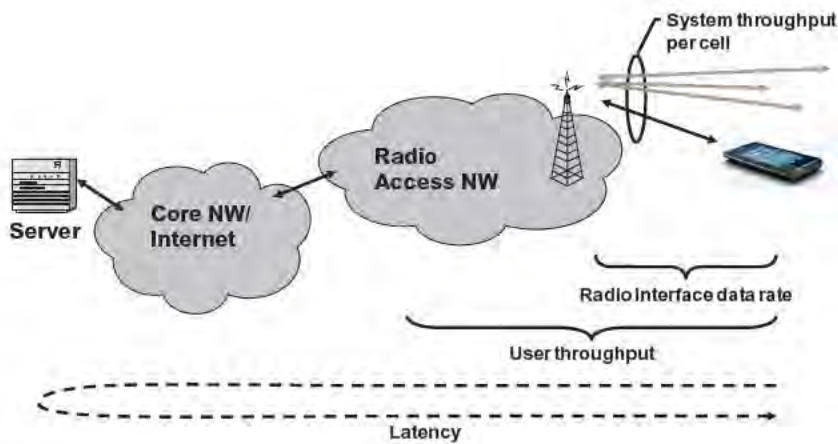 System throughput
per cell
Radio
Access NW
Core NW/
Internet
Server
Radio Interface data rate
User throughput
Latency